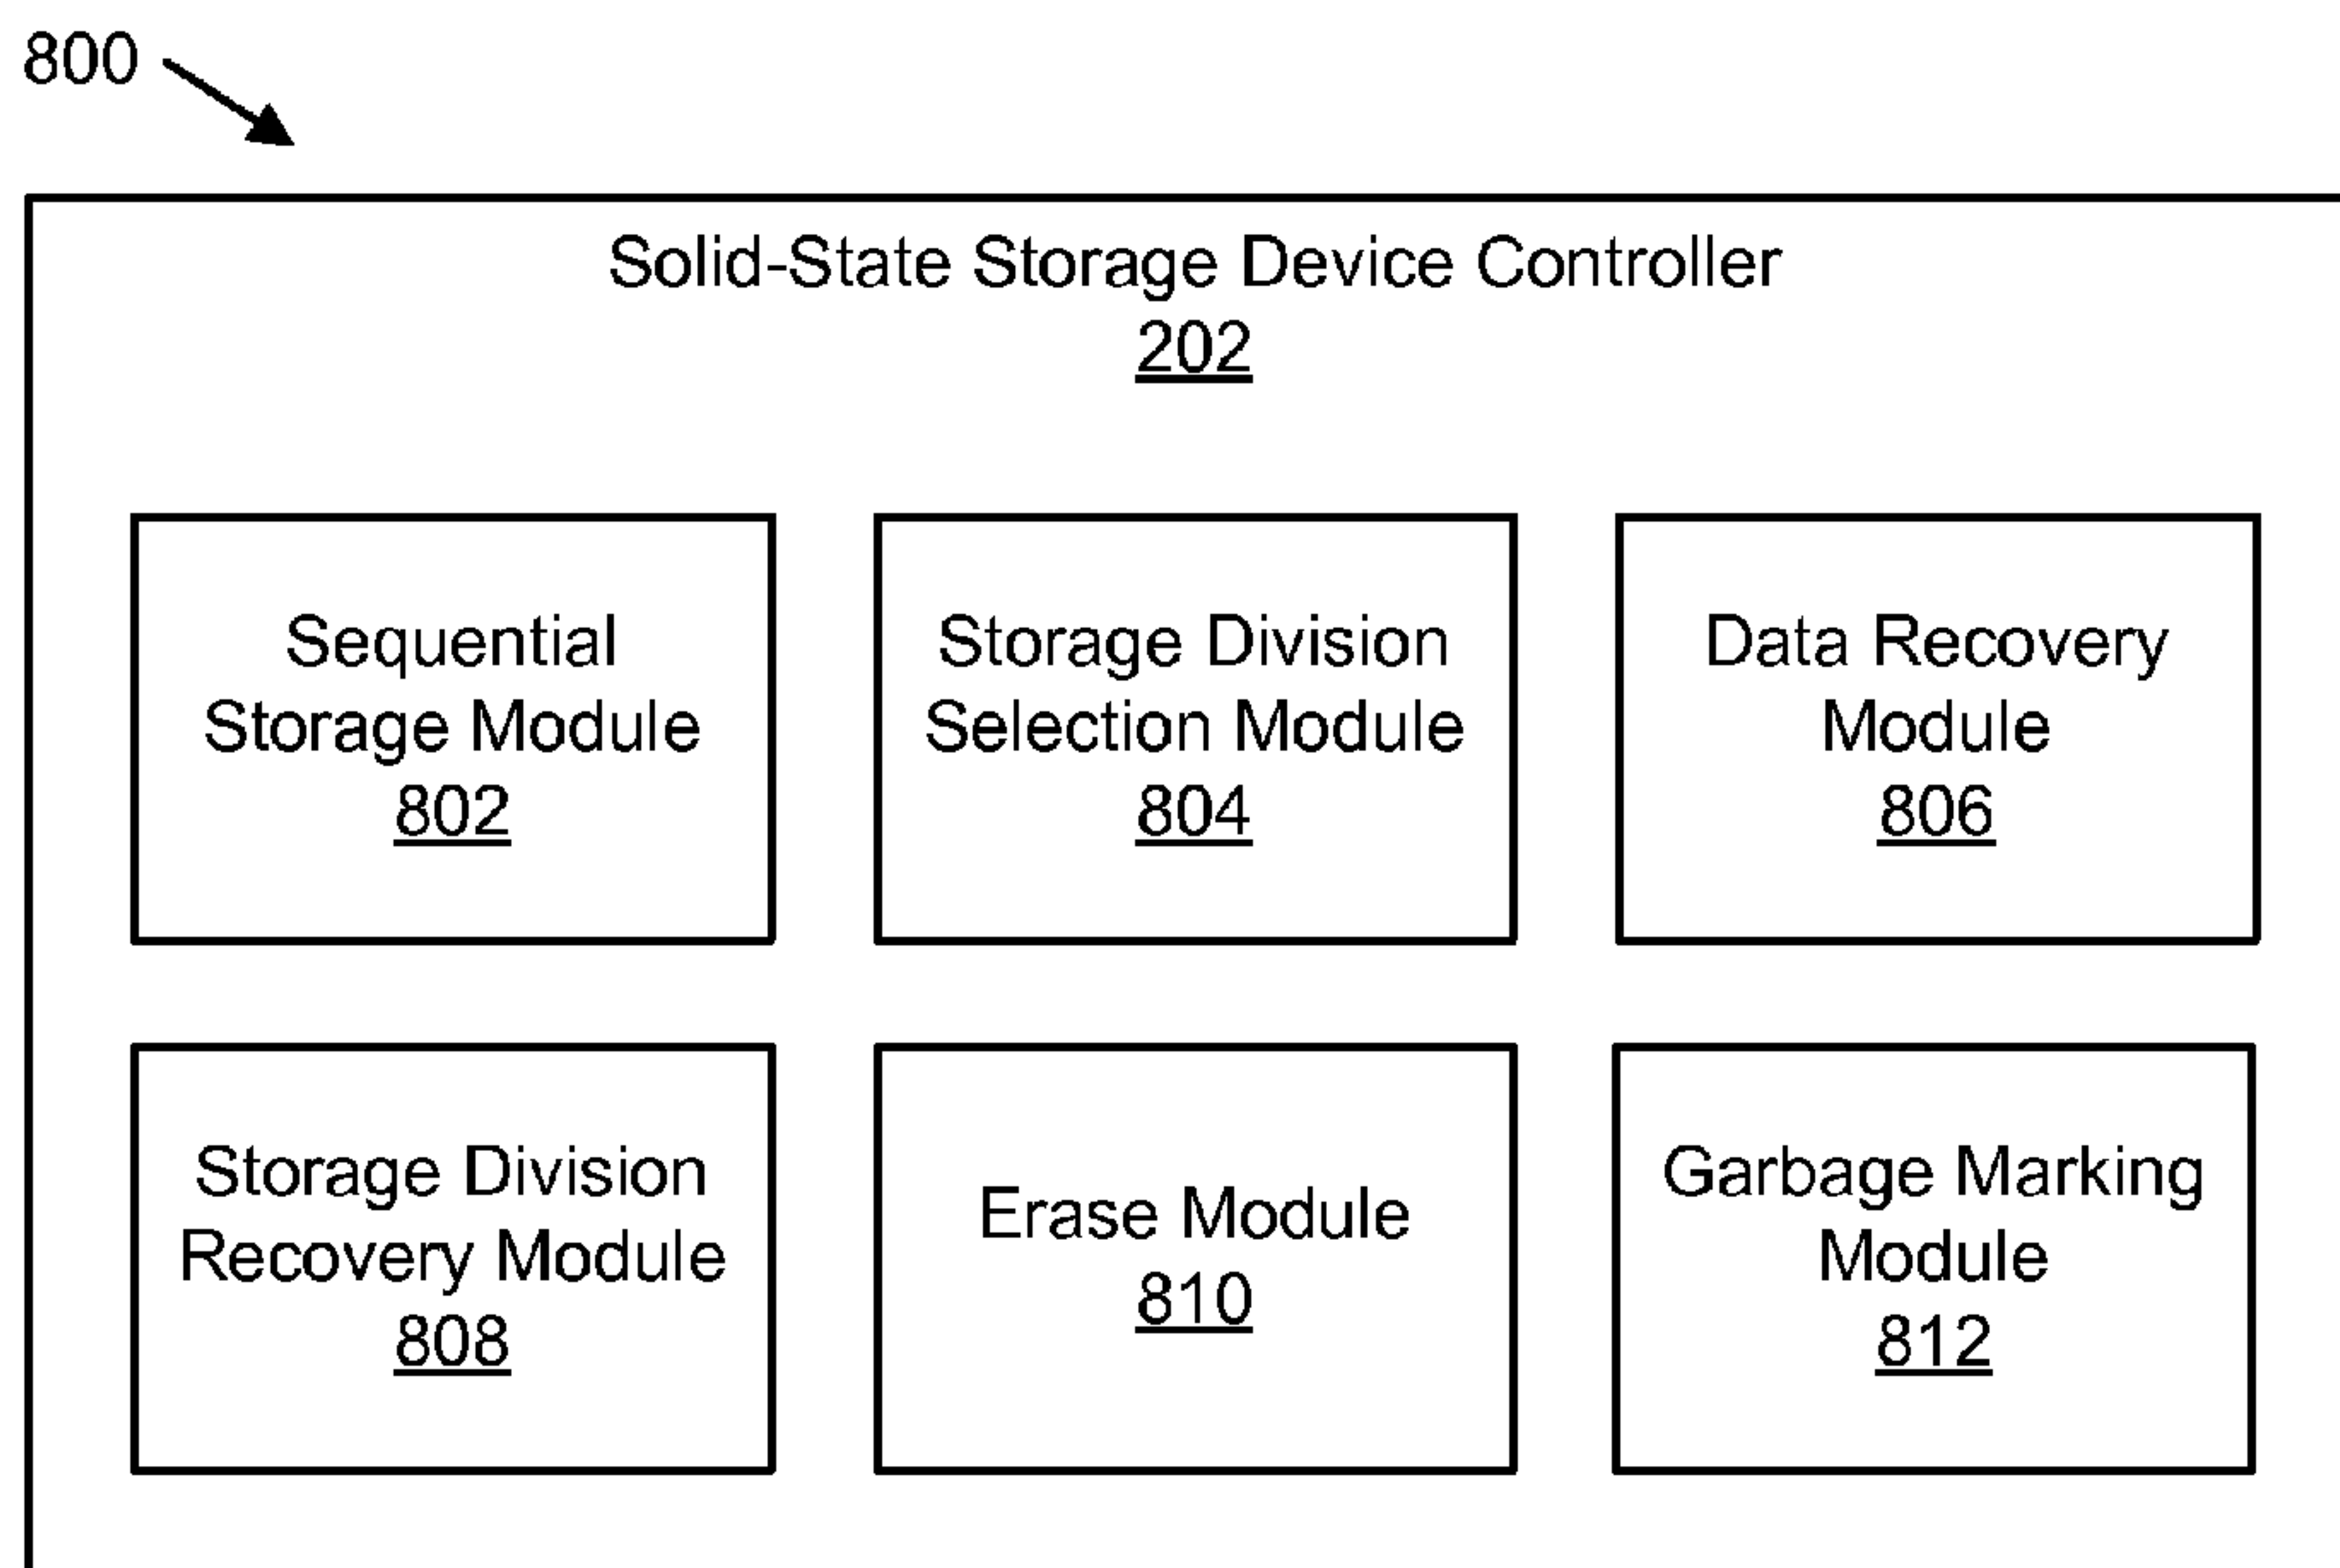 800
Solid-State Storage Device Controller
202
Sequential
Storage Module
802
Storage Division
Selection Module
804
Data Recovery
Module
806
Storage Division
Recovery Module
808
Erase Module
810
Garbage Marking
Module
812